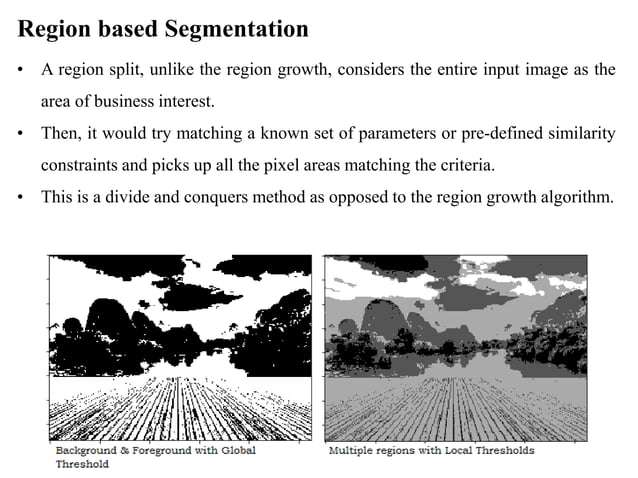 Region based Segmentation
• A region split, unlike the region growth, considers the entire input image as the
area of business interest.
• Then, it would try matching a known set of parameters or pre-defined similarity
constraints and picks up all the pixel areas matching the criteria.
• This is a divide and conquers method as opposed to the region growth algorithm.
Background & Foreground with Global
Threshold
Multiple regions with Local Thresholds